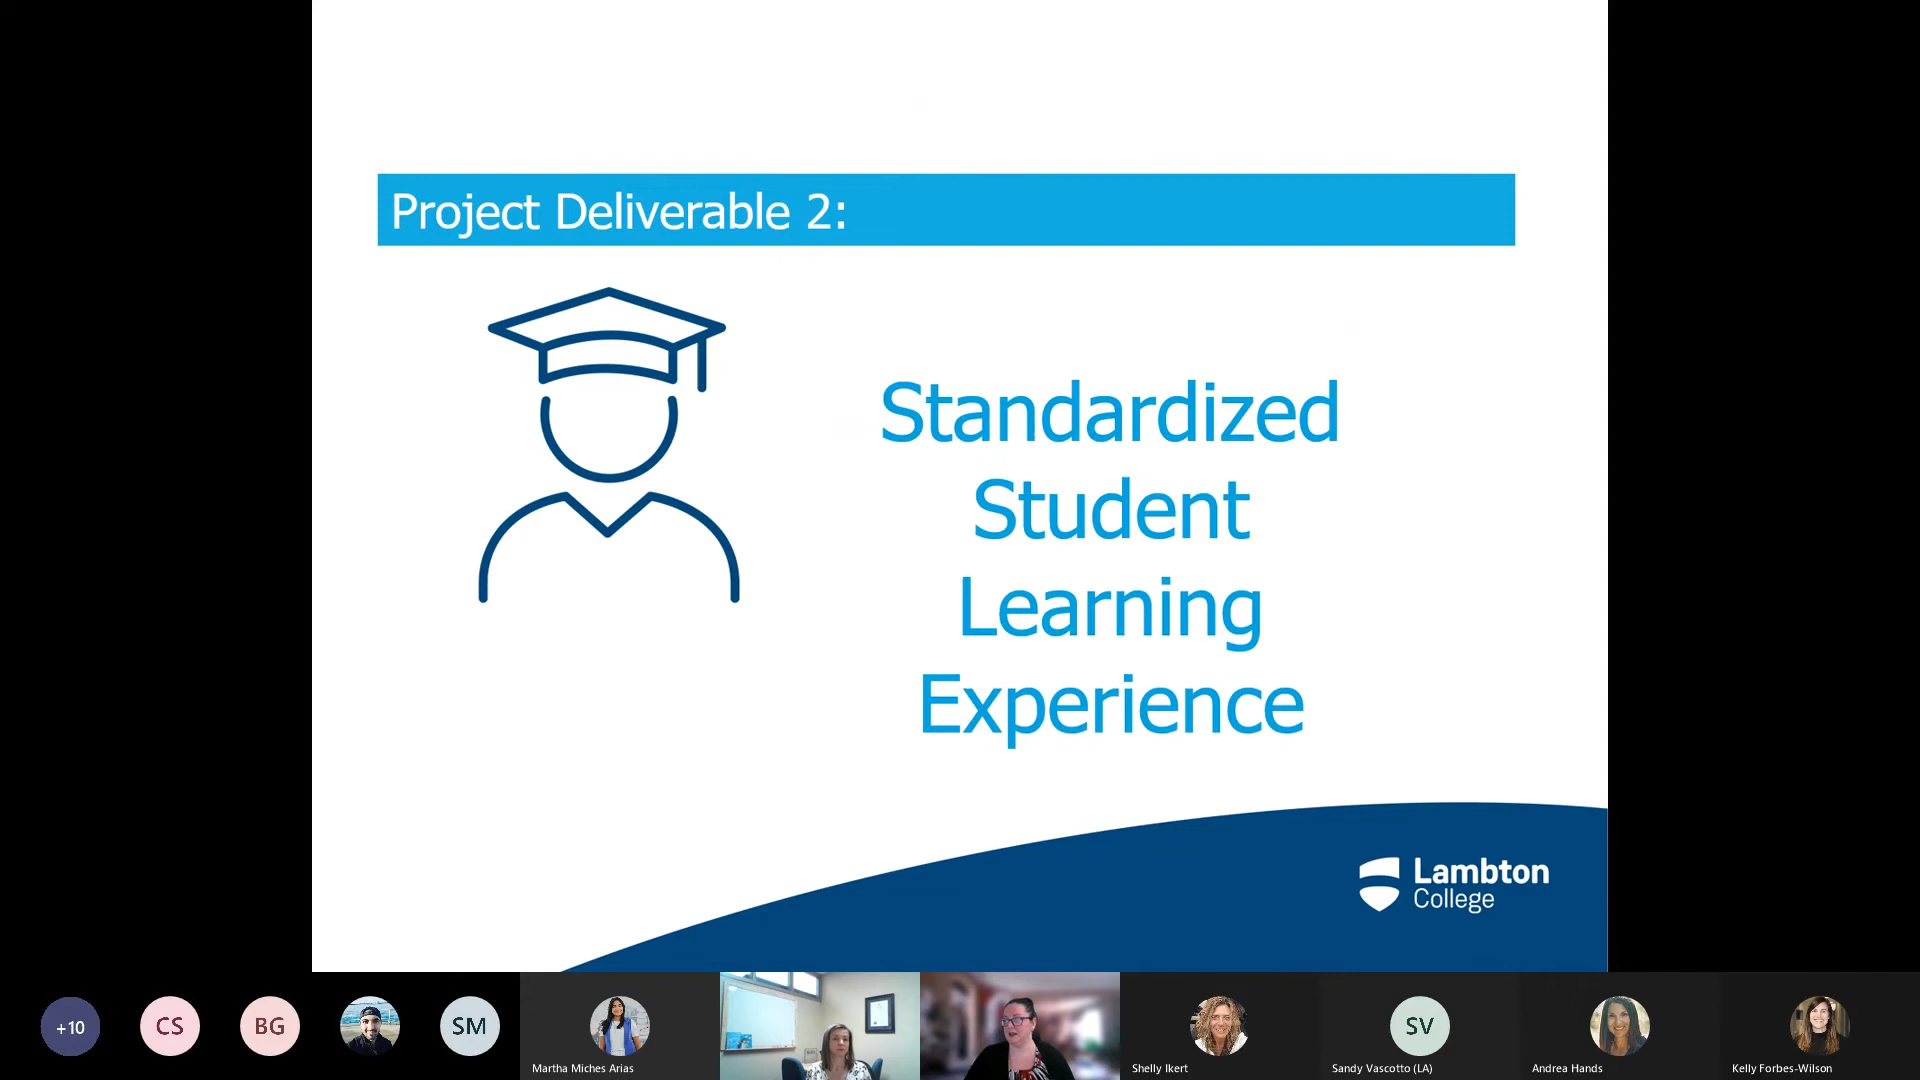 Project Deliverable 2:
Standardized
Student
Learning
Experience
Lambton
College
+10
CS
BG
SM
Martha Miches Arias
Shelly Ikert
SV
Sandy Vascotto (LA)
Andrea Hands
Kelly Forbes-Wilson